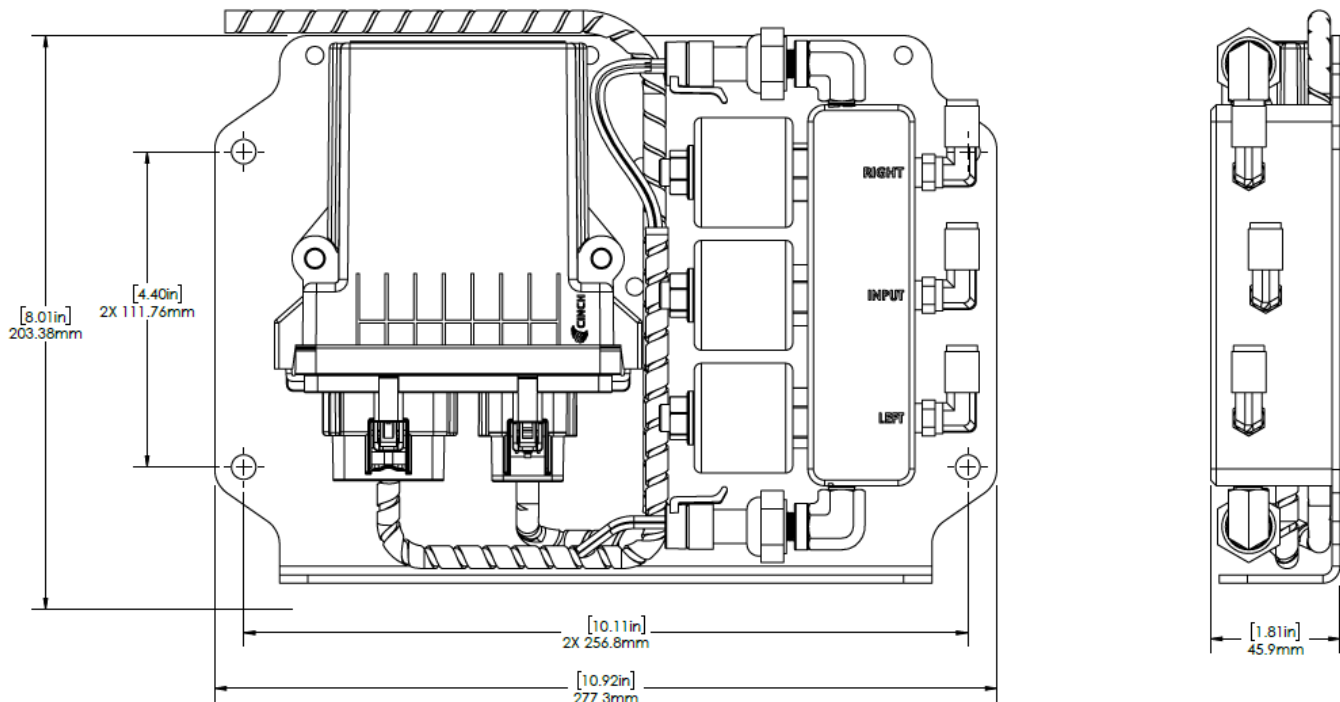 RIGHT
[4.40in]
2X 111.76mm
INPUT
[8.01in]
203.38mm
CINCH
LEFT
[10.11in]
2X 256.8mm
[1.81in]
45.9mm
[10.92in]
277.3mm